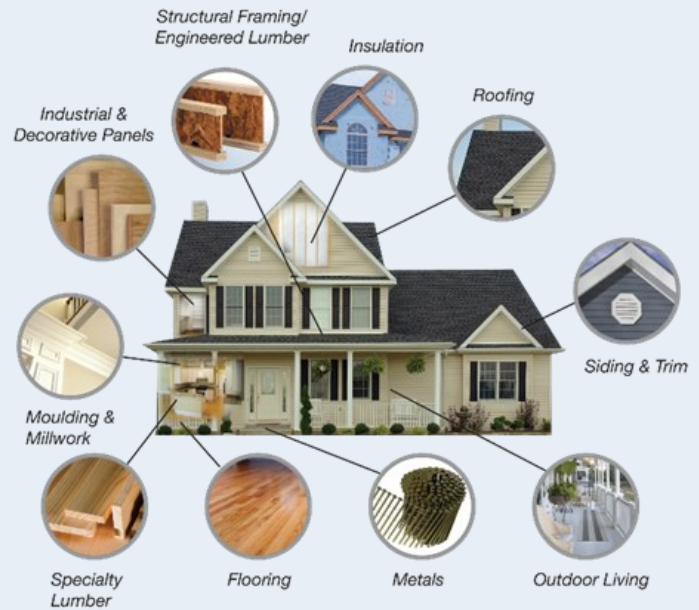 Structural Framing/
Engineered Lumber
Insulation
Roofing
Industrial &
Decorative Panels
Siding & Trim
Moulding &
Millwork
Specialty
Lumber
Flooring
Metals
Outdoor Living